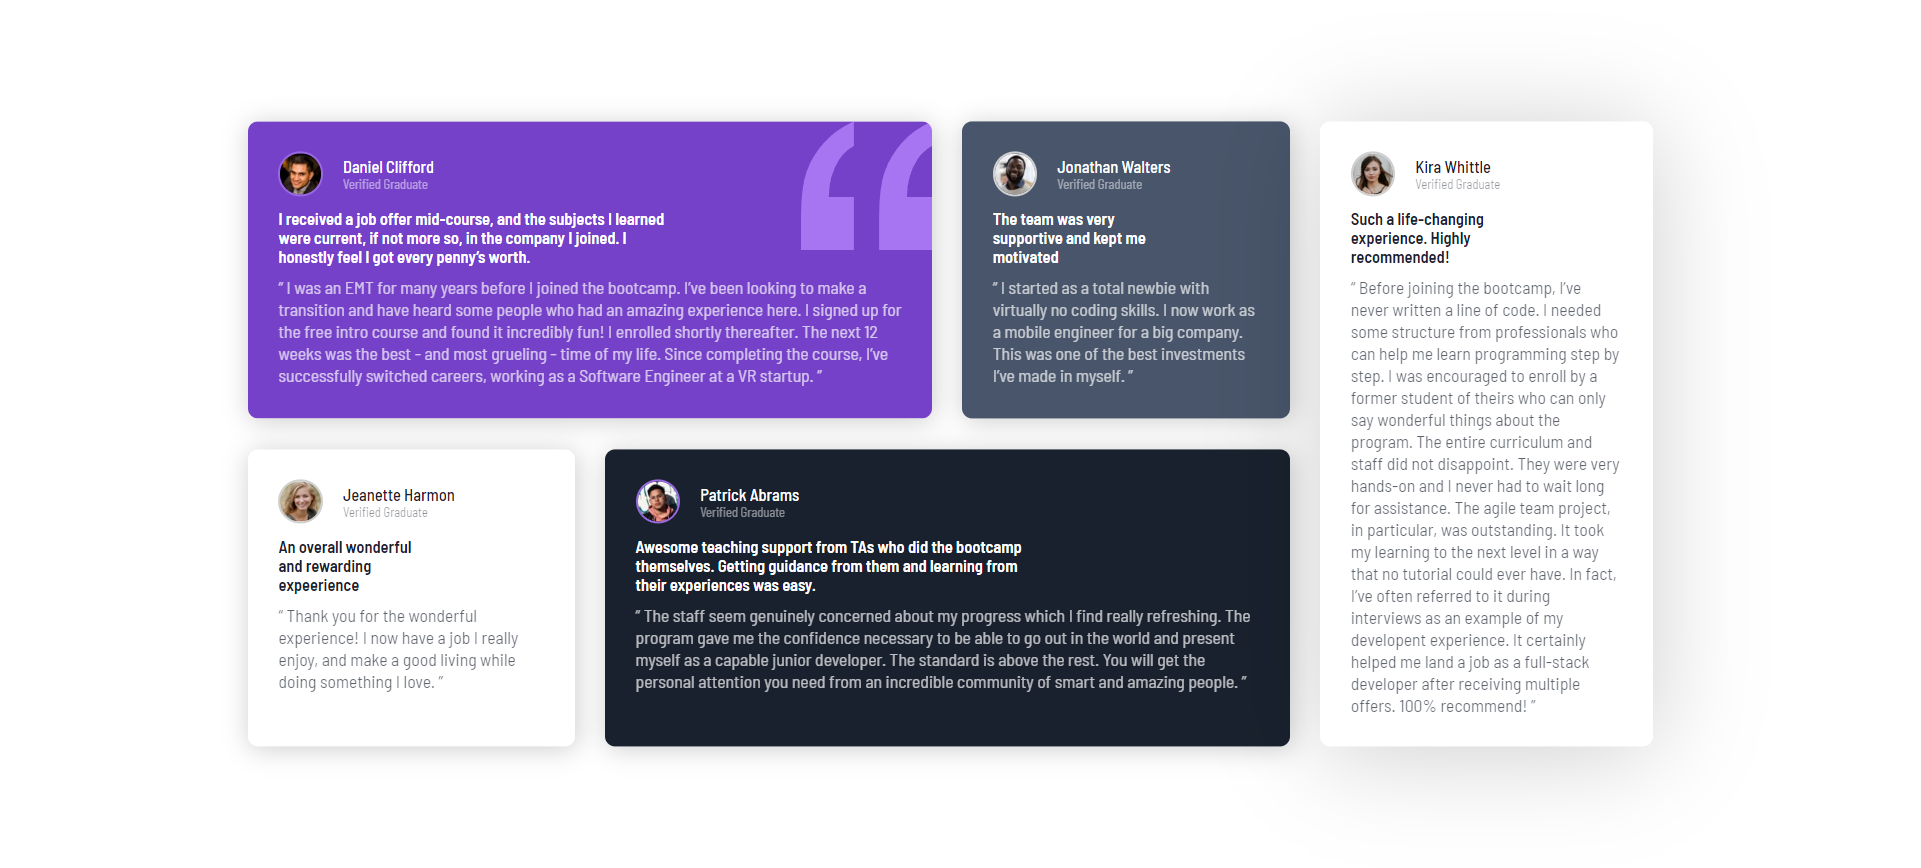 Daniel Clifford
Verified Graduate
I received a job offer mid-course, and the subjects I learned
were current, if not more so, in the company I joined. I
honestly feel I got every penny’s worth.
“ I was an EMT for many years before I joined the bootcamp. I’ve been looking to make a
transition and have heard some people who had an amazing experience here. I signed up for
the free intro course and found it incredibly fun! I enrolled shortly thereafter. The next 12
weeks was the best - and most grueling - time of my life. Since completing the course, I’ve
successfully switched careers, working as a Software Engineer at a VR startup. ”
Jonathan Walters
Verified Graduate
The team was very
supportive and kept me
motivated
“ I started as a total newbie with
virtually no coding skills. I now work as
a mobile engineer for a big company.
This was one of the best investments
I’ve made in myself. ”
Kira Whittle
Verified Graduate
Such a life-changing
experience. Highly
recommended!
“ Before joining the bootcamp, I’ve
never written a line of code. I needed
some structure from professionals who
can help me learn programming step by
step. I was encouraged to enroll by a
former student of theirs who can only
say wonderful things about the
program. The entire curriculum and
staff did not disappoint. They were very
hands-on and I never had to wait long
for assistance. The agile team project,
in particular, was outstanding. It took
my learning to the next level in a way
that no tutorial could ever have. In fact,
I’ve often referred to it during
interviews as an example of my
developent experience. It certainly
helped me land a job as a full-stack
developer after receiving multiple
offers. 100% recommend! ”
Jeanette Harmon
Verified Graduate
An overall wonderful
and rewarding
expeerience
“ Thank you for the wonderful
experience! I now have a job I really
enjoy, and make a good living while
doing something I love. ”
Patrick Abrams
Verified Graduate
Awesome teaching support from TAs who did the bootcamp
themselves. Getting guidance from them and learning from
their experiences was easy.
“ The staff seem genuinely concerned about my progress which I find really refreshing. The
program gave me the confidence necessary to be able to go out in the world and present
myself as a capable junior developer. The standard is above the rest. You will get the
personal attention you need from an incredible community of smart and amazing people. ”